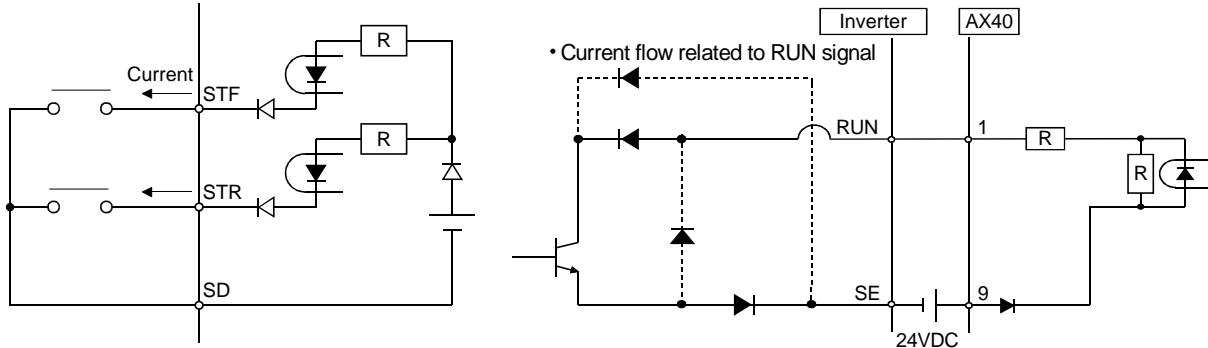 R
Current
STF
R
STR
SD
Inverter
AX40
• Current flow related to RUN signal
RUN
1
R
R
SE
9
24VDC